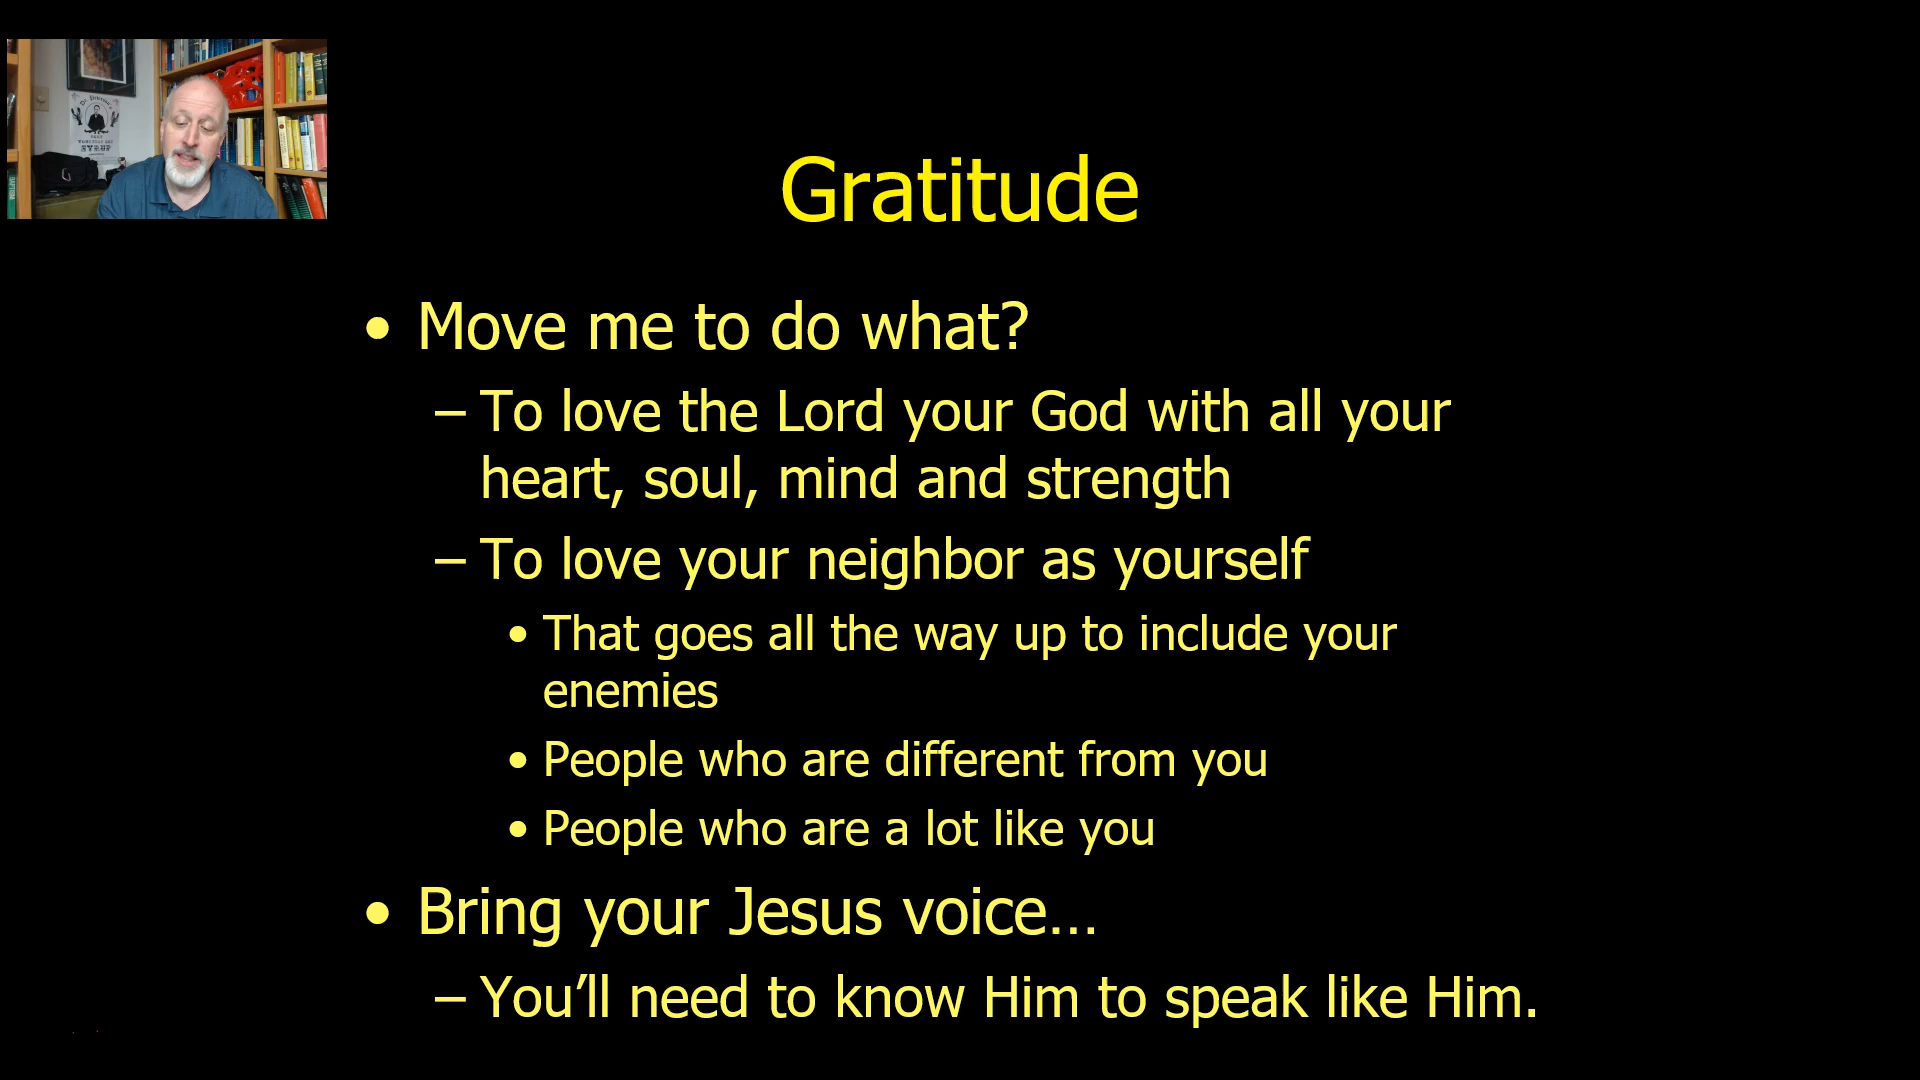 Gratitude
• Move me to do what?
– To love the Lord your God with all your
heart, soul, mind and strength
– To love your neighbor as yourself
• That goes all the way up to include your
enemies
• People who are different from you
• People who are a lot like you
• Bring your Jesus voice…
– You’ll need to know Him to speak like Him.